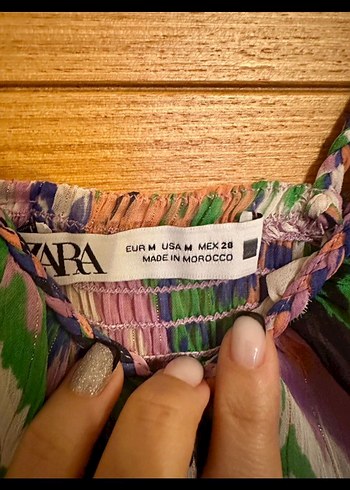 ZARA
EUR M USA M MEX 28
MADE IN MOROCCO